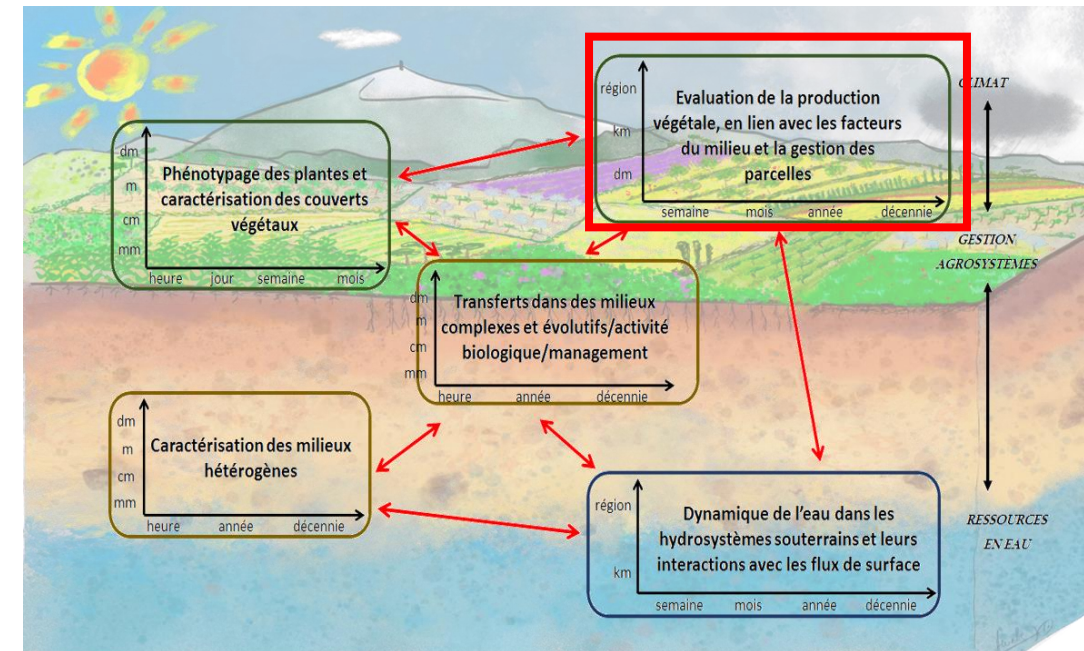 région
km
dm
Evaluation de la production
végétale, en lien avec les facteurs
du milieu et la gestion des
parcelles
semaine mois année décennie
CLIMAT
dm
m
cm
mm
Phénotypage des plantes et
caractérisation des couverts
végétaux
heure jour semaine mois
GESTION
AGROSYSTÈMES
dm
m
cm
mm
Transferts dans des milieux
complexes et évolutifs/activité
biologique/management
heure année décennie
dm
m
cm
mm
Caractérisation des milieux
hétérogènes
heure année décennie
région
km
Dynamique de l'eau dans les
hydrosystèmes souterrains et leurs
interactions avec les flux de surface
semaine mois année décennie
RESSOURCES
EN EAU